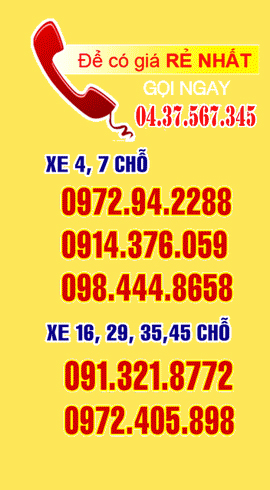 Để có giá RẺ NHẤT
GỌI NGAY
04.37.567.345
XE 4, 7 CHỖ
0972.94.2288
0914.376.059
098.444.8658
XE 16, 29, 35,45 CHỖ
091.321.8772
0972.405.898